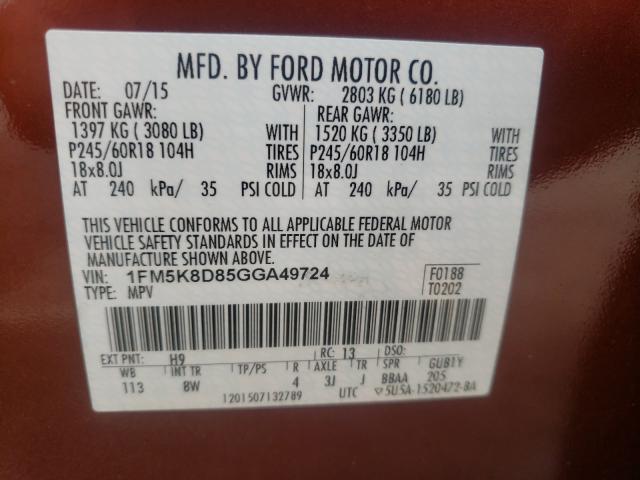 MFD. BY FORD MOTOR CO.
DATE: 07/15 GVWR: 2803 KG ( 6180 LB)
FRONT GAWR: REAR GAWR:
1397 KG ( 3080 LB) WITH 1520 KG ( 3350 LB) WITH
P245/60R18 104H TIRES P245/60R18 104H TIRES
18x8.0J RIMS 18x8.0J RIMS
AT 240 kPa/ 35 PSI COLD AT 240 kPa/ 35 PSI COLD
THIS VEHICLE CONFORMS TO ALL APPLICABLE FEDERAL MOTOR
VEHICLE SAFETY STANDARDS IN EFFECT ON THE DATE OF
MANUFACTURE SHOWN ABOVE.
VIN: 1FM5K8D85GGA49724 F0188
TYPE: MPV T0202
EXT PNT: H9 RC: 13 DSO:
WB INT TR TP/PS R AXLE TR SPR GUB1Y
113 8W 4 3J J BBAA 205
1201507132789 UTC ▽5U5A-1520472-BA